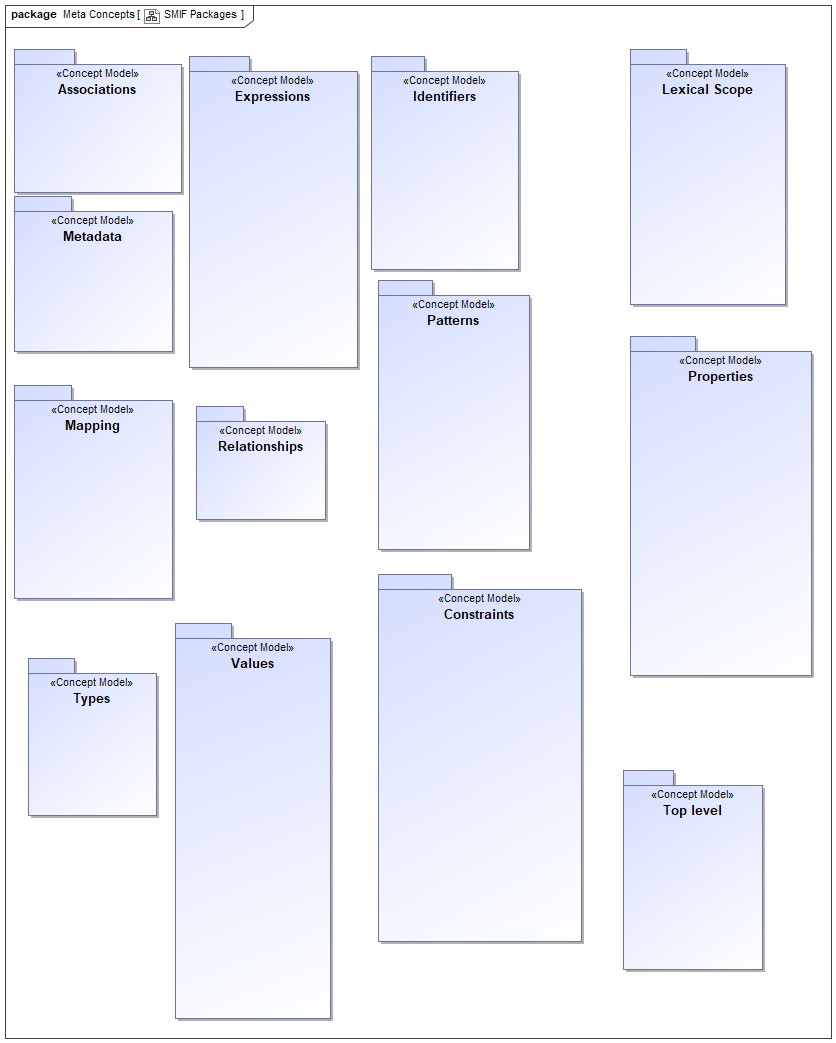 package Meta Concepts [ SMIF Packages ]
«Concept Model»
Associations
«Concept Model»
Expressions
«Concept Model»
Identifiers
«Concept Model»
Lexical Scope
«Concept Model»
Metadata
«Concept Model»
Patterns
«Concept Model»
Properties
«Concept Model»
Mapping
«Concept Model»
Relationships
«Concept Model»
Constraints
«Concept Model»
Values
«Concept Model»
Types
«Concept Model»
Top level